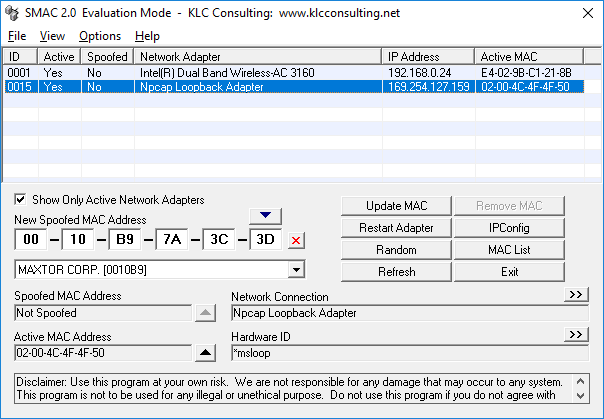 SMAC 2.0 Evaluation Mode - KLC Consulting: www.klcconsulting.net
File View Options Help
ID Active Spoofed Network Adapter IP Address Active MAC
0001 Yes No Intel(R) Dual Band Wireless-AC 3160 192.168.0.24 E4-02-9B-C1-21-8B
0015 Yes No Npcap Loopback Adapter 169.254.127.159 02-00-4C-4F-4F-50
Show Only Active Network Adapters
New Spoofed MAC Address
00 - 10 - B9 - 7A - 3C - 3D
MAXTOR CORP. [0010B9]
Update MAC Remove MAC
Restart Adapter IPConfig
Random MAC List
Refresh Exit
Spoofed MAC Address
Not Spoofed
Network Connection >>
Npcap Loopback Adapter
Active MAC Address
02-00-4C-4F-4F-50
Hardware ID >>
*msloop
Disclaimer: Use this program at your own risk. We are not responsible for any damage that may occur to any system.
This program is not to be used for any illegal or unethical purpose. Do not use this program if you do not agree with